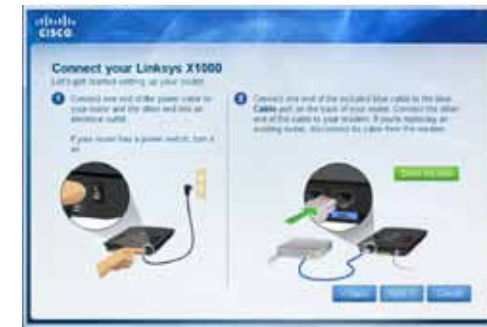 CISCO
Connect your Linksys X1000
Let's get started setting up your router.
1
Connect one end of the power cable to
your router and the other end into an
electrical outlet.
If your router has a power switch, turn it
on.
2
Connect one end of the included blue cable to the blue
Cable port on the back of your router. Connect the other
end of the cable to your modem. If you're replacing an
existing router, disconnect its cable from the modem.